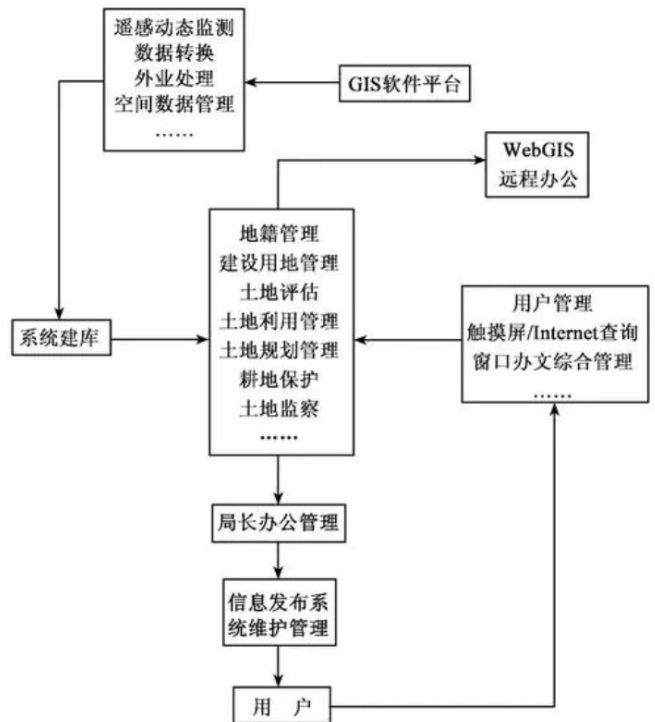 遥感动态监测
数据转换
外业处理
空间数据管理
……
GIS软件平台
WebGIS
远程办公
地籍管理
建设用地管理
土地评估
土地利用管理
土地规划管理
耕地保护
土地监察
……
系统建库
用户管理
触摸屏/Internet查询
窗口办文综合管理
……
局长办公管理
信息发布系
统维护管理
用 户